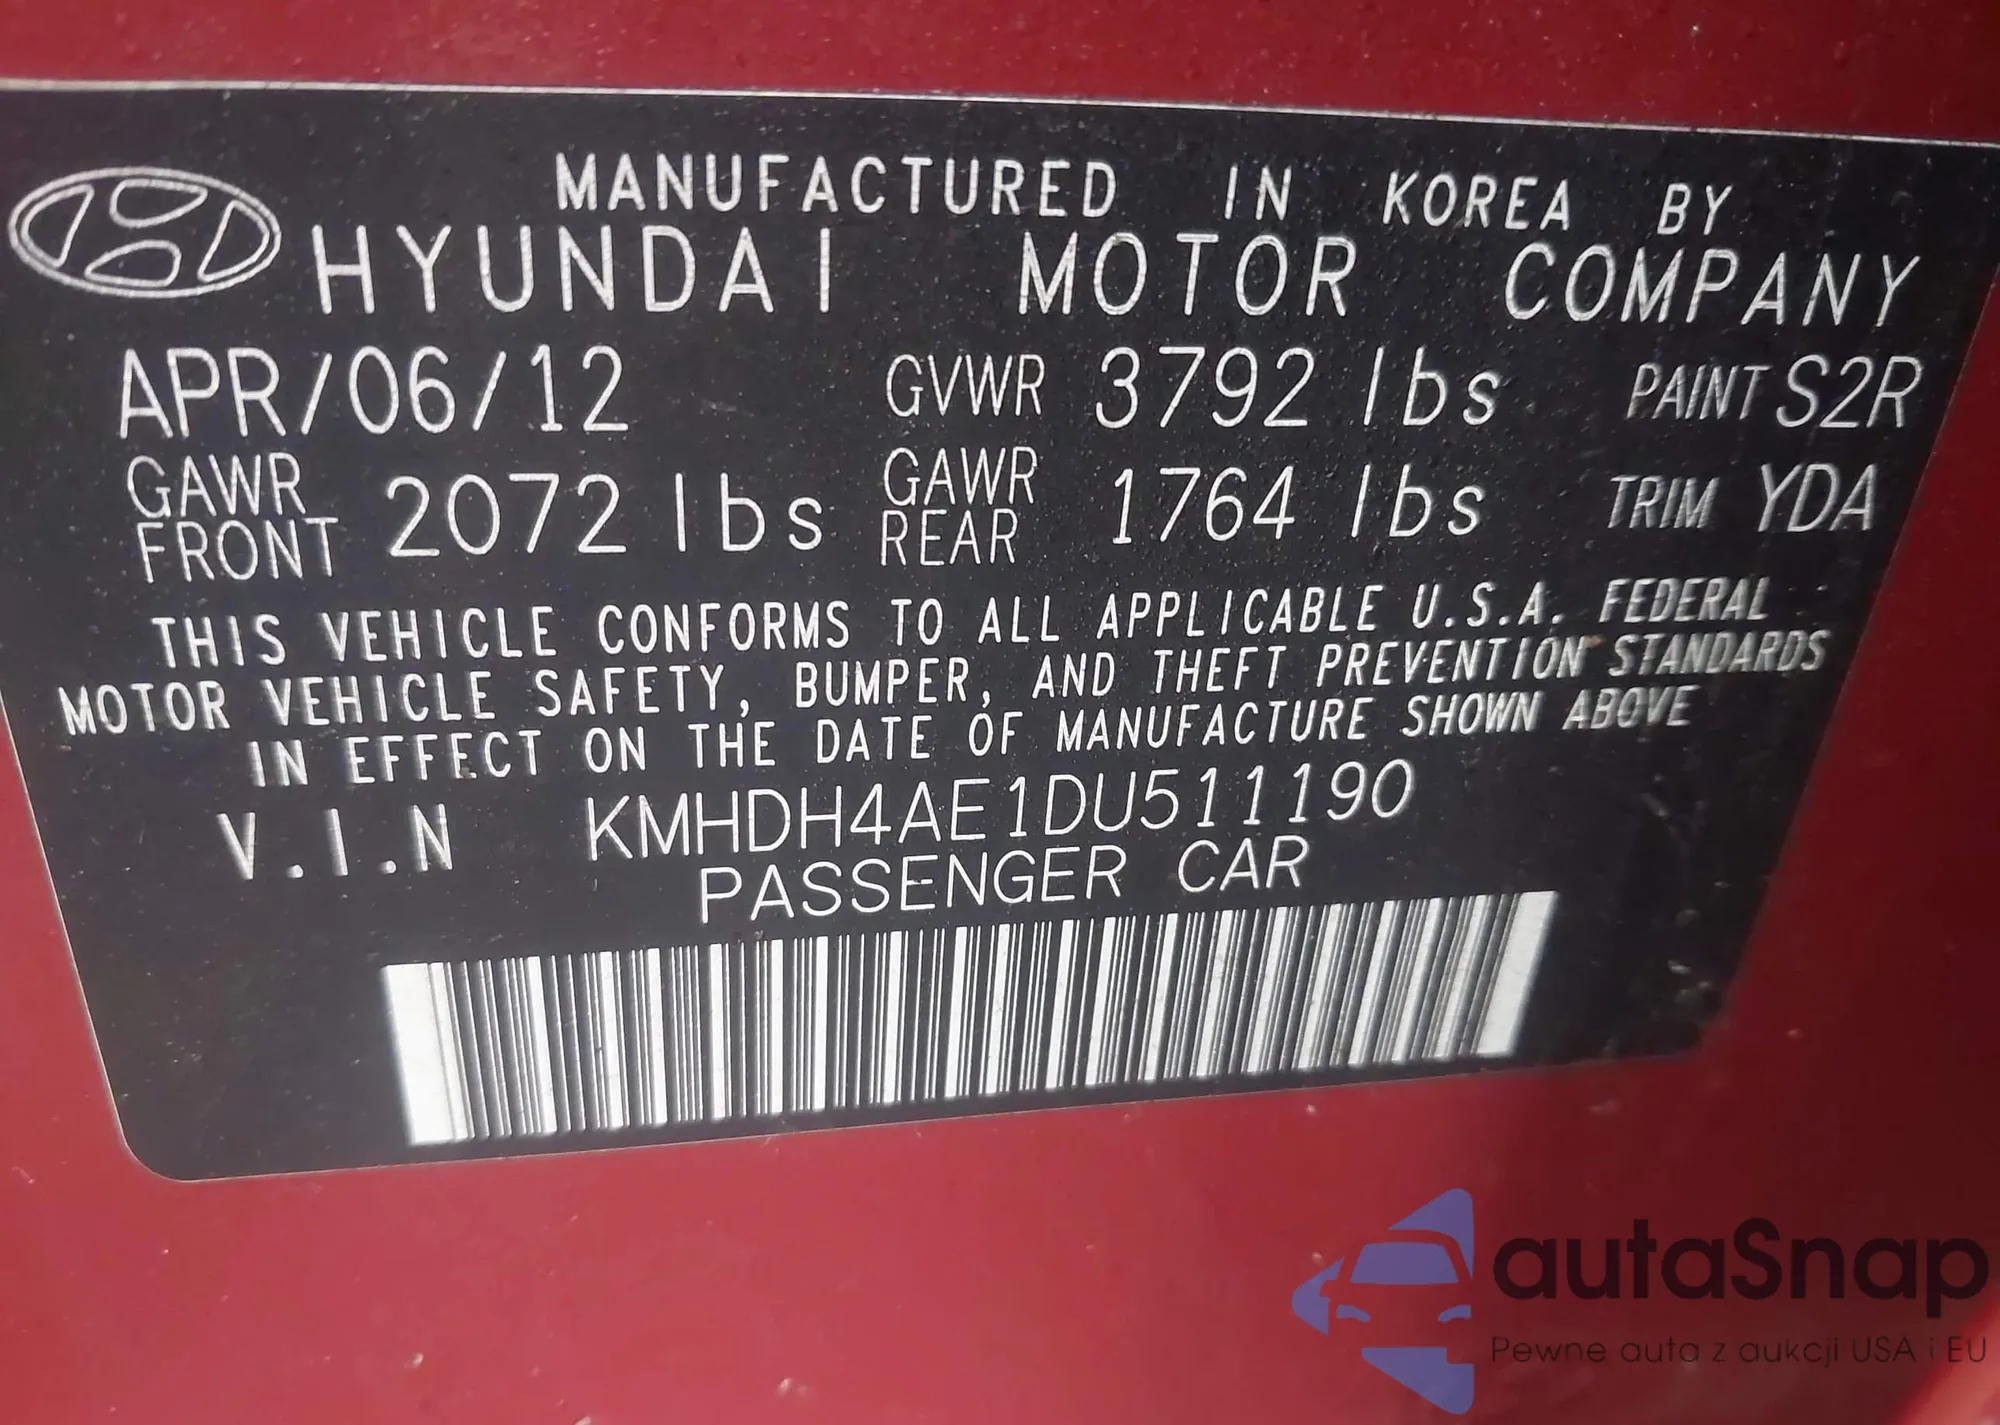 MANUFACTURED IN KOREA BY
HYUNDAI MOTOR COMPANY
APR/06/12 GVWR 3792 lbs PAINT S2R
GAWR FRONT 2072 lbs GAWR REAR 1764 lbs TRIM YDA
THIS VEHICLE CONFORMS TO ALL APPLICABLE U.S.A. FEDERAL
MOTOR VEHICLE SAFETY, BUMPER, AND THEFT PREVENTION STANDARDS
IN EFFECT ON THE DATE OF MANUFACTURE SHOWN ABOVE
V.I.N KMHDH4AE1DU511190
PASSENGER CAR
autaSnap
Pewne auta z aukcji USA i EU